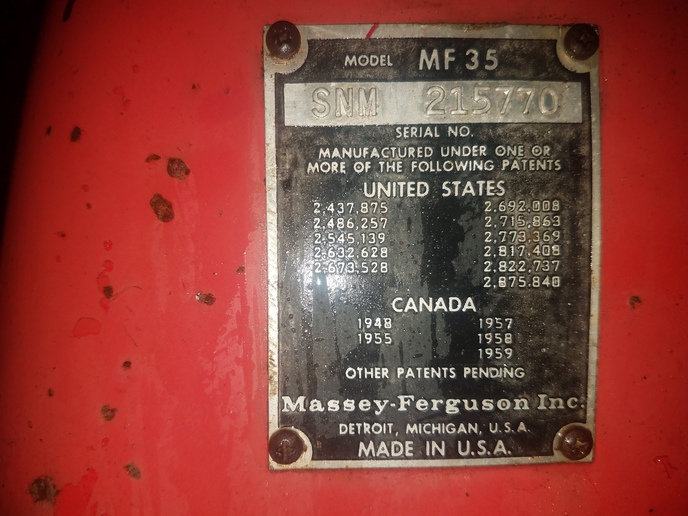 MODEL MF 35
SNM 215770
SERIAL NO.
MANUFACTURED UNDER ONE OR
MORE OF THE FOLLOWING PATENTS
UNITED STATES
2,437,875 2,692,008
2,486,257 2,715,863
2,545,139 2,773,369
2,632,628 2,817,408
2,673,528 2,822,737
2,875,840
CANADA
1948 1957
1955 1958
1959
OTHER PATENTS PENDING
Massey-Ferguson Inc.
DETROIT, MICHIGAN, U.S.A.
MADE IN U.S.A.